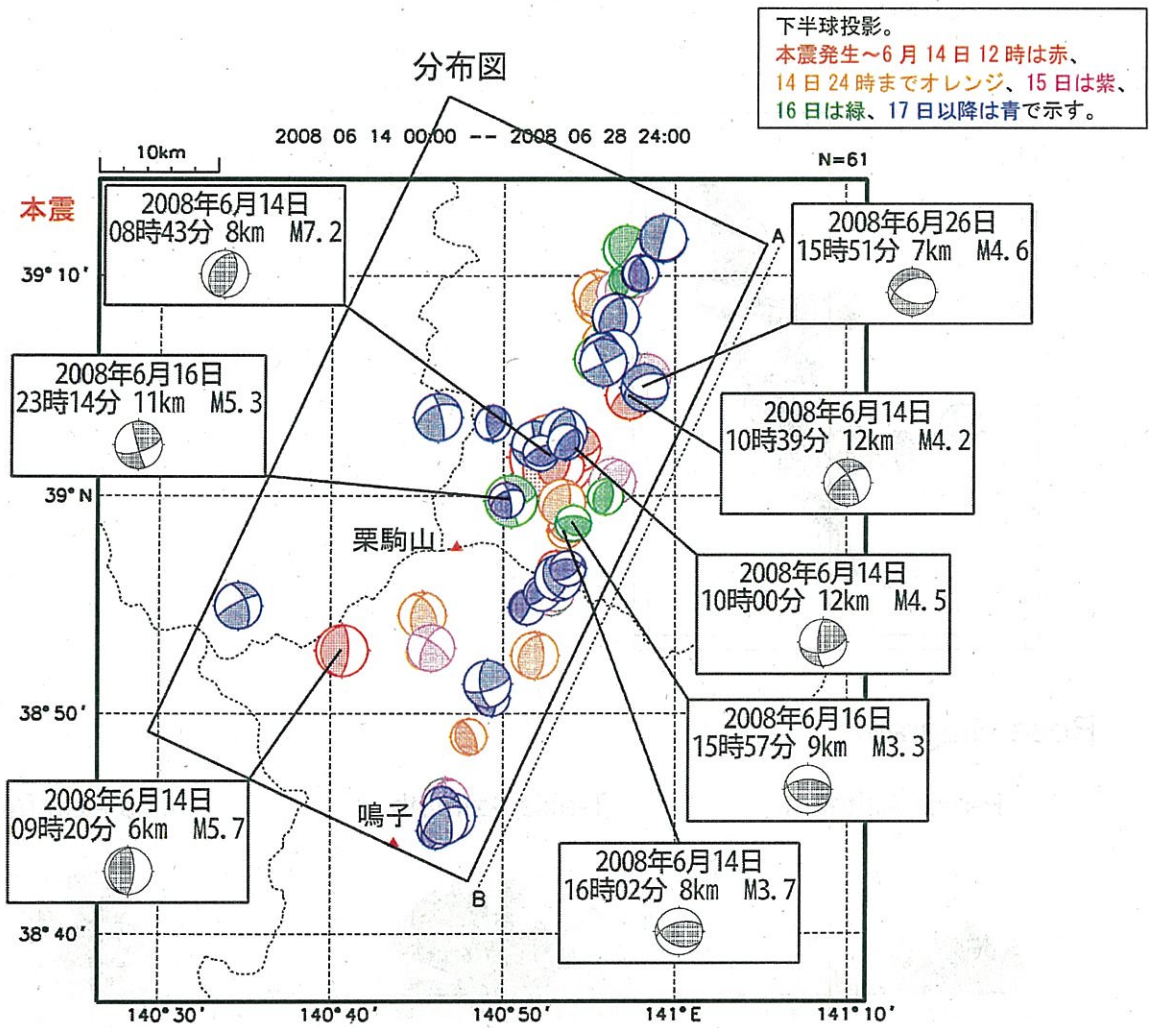 下半球投影。
本震発生～6月14日12時は赤、
14日24時までオレンジ、15日は紫、
16日は緑、17日以降は青で示す。
分布図
2008 06 14 00:00 -- 2008 06 28 24:00
10km
N=61
本震
2008年6月14日
08時43分 8km M7.2
2008年6月26日
15時51分 7km M4.6
A
39°10′
2008年6月16日
23時14分 11km M5.3
2008年6月14日
10時39分 12km M4.2
39°N
栗駒山
2008年6月14日
10時00分 12km M4.5
38°50′
2008年6月16日
15時57分 9km M3.3
2008年6月14日
09時20分 6km M5.7
鳴子
2008年6月14日
16時02分 8km M3.7
B
38°40′
140°30′
140°40′
140°50′
141°E
141°10′